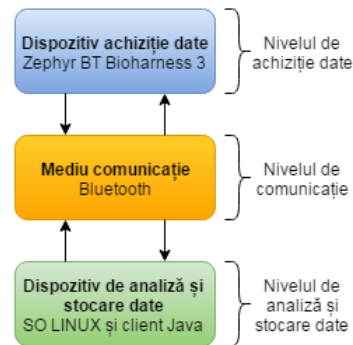 Dispozitiv achiziție date
Zephyr BT Bioharness 3
Nivelul de
achiziție date
Mediu comunicație
Bluetooth
Nivelul de
comunicație
Dispozitiv de analiză și
stocare date
SO LINUX și client Java
Nivelul de
analiză și
stocare date